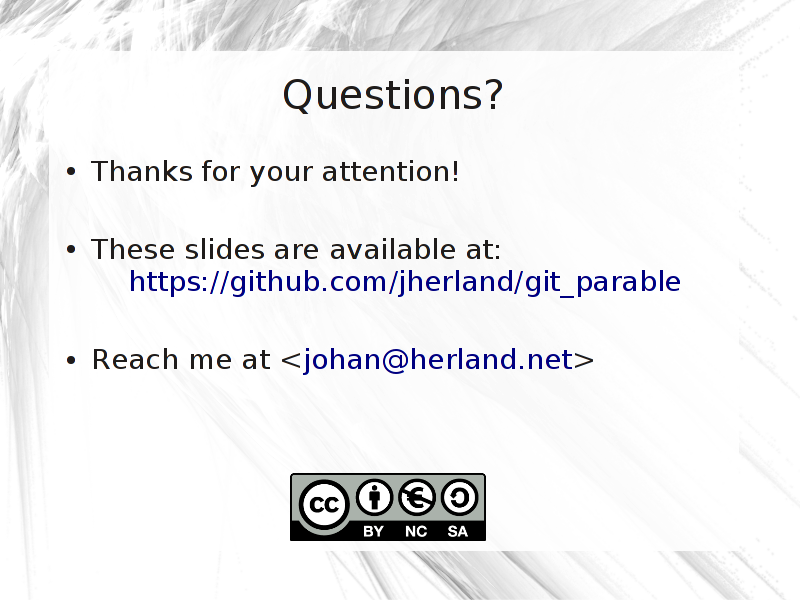 Questions?
• Thanks for your attention!
• These slides are available at:
https://github.com/jherland/git_parable
• Reach me at <johan@herland.net>
cc
BY NC SA